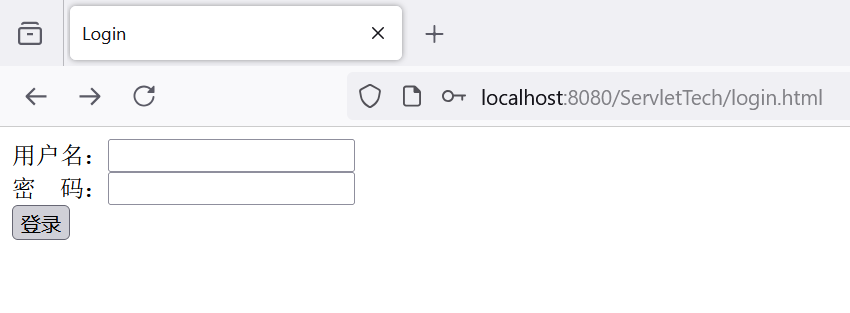 Login
localhost:8080/ServletTech/login.html
用户名：
密　码：
登录